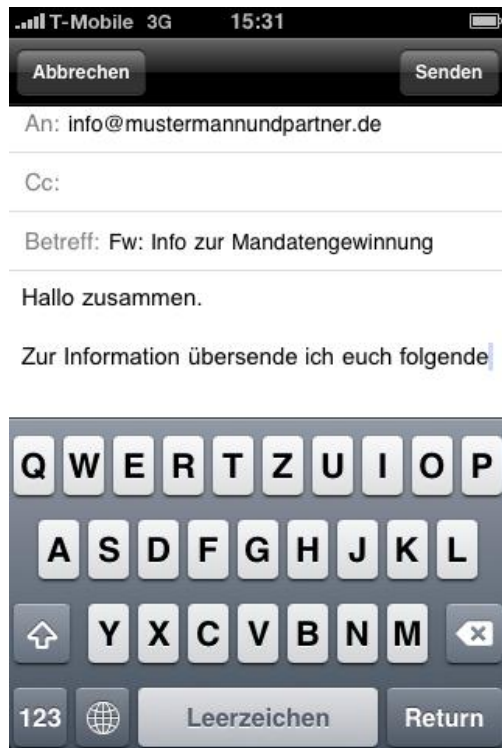 T-Mobile 3G 15:31
Abbrechen Senden
An: info@mustermannundpartner.de
Cc:
Betreff: Fw: Info zur Mandatengewinnung
Hallo zusammen.
Zur Information übersende ich euch folgende
Q W E R T Z U I O P
A S D F G H J K L
Y X C V B N M
123 Leerzeichen Return